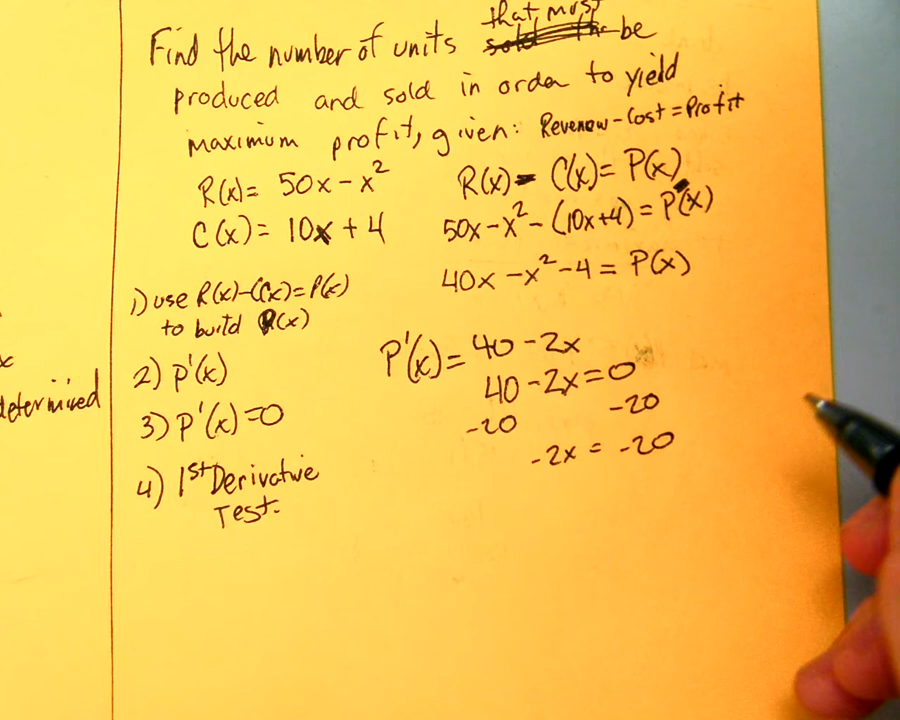 that must
Find the number of units be
produced and sold in order to yield
maximum profit, given: Revenew - Cost = Profit
R(x) = 50x - x²
C(x) = 10x + 4
R(x) - C(x) = P(x)
50x - x² - (10x+4) = P(x)
40x - x² - 4 = P(x)
1) use R(x)-C(x)=P(x)
to build P(x)
2) P'(x)
3) P'(x)=0
4) 1st Derivative
Test.
P'(x) = 40 - 2x
40 - 2x = 0
-20 -20
-2x = -20
x
determined